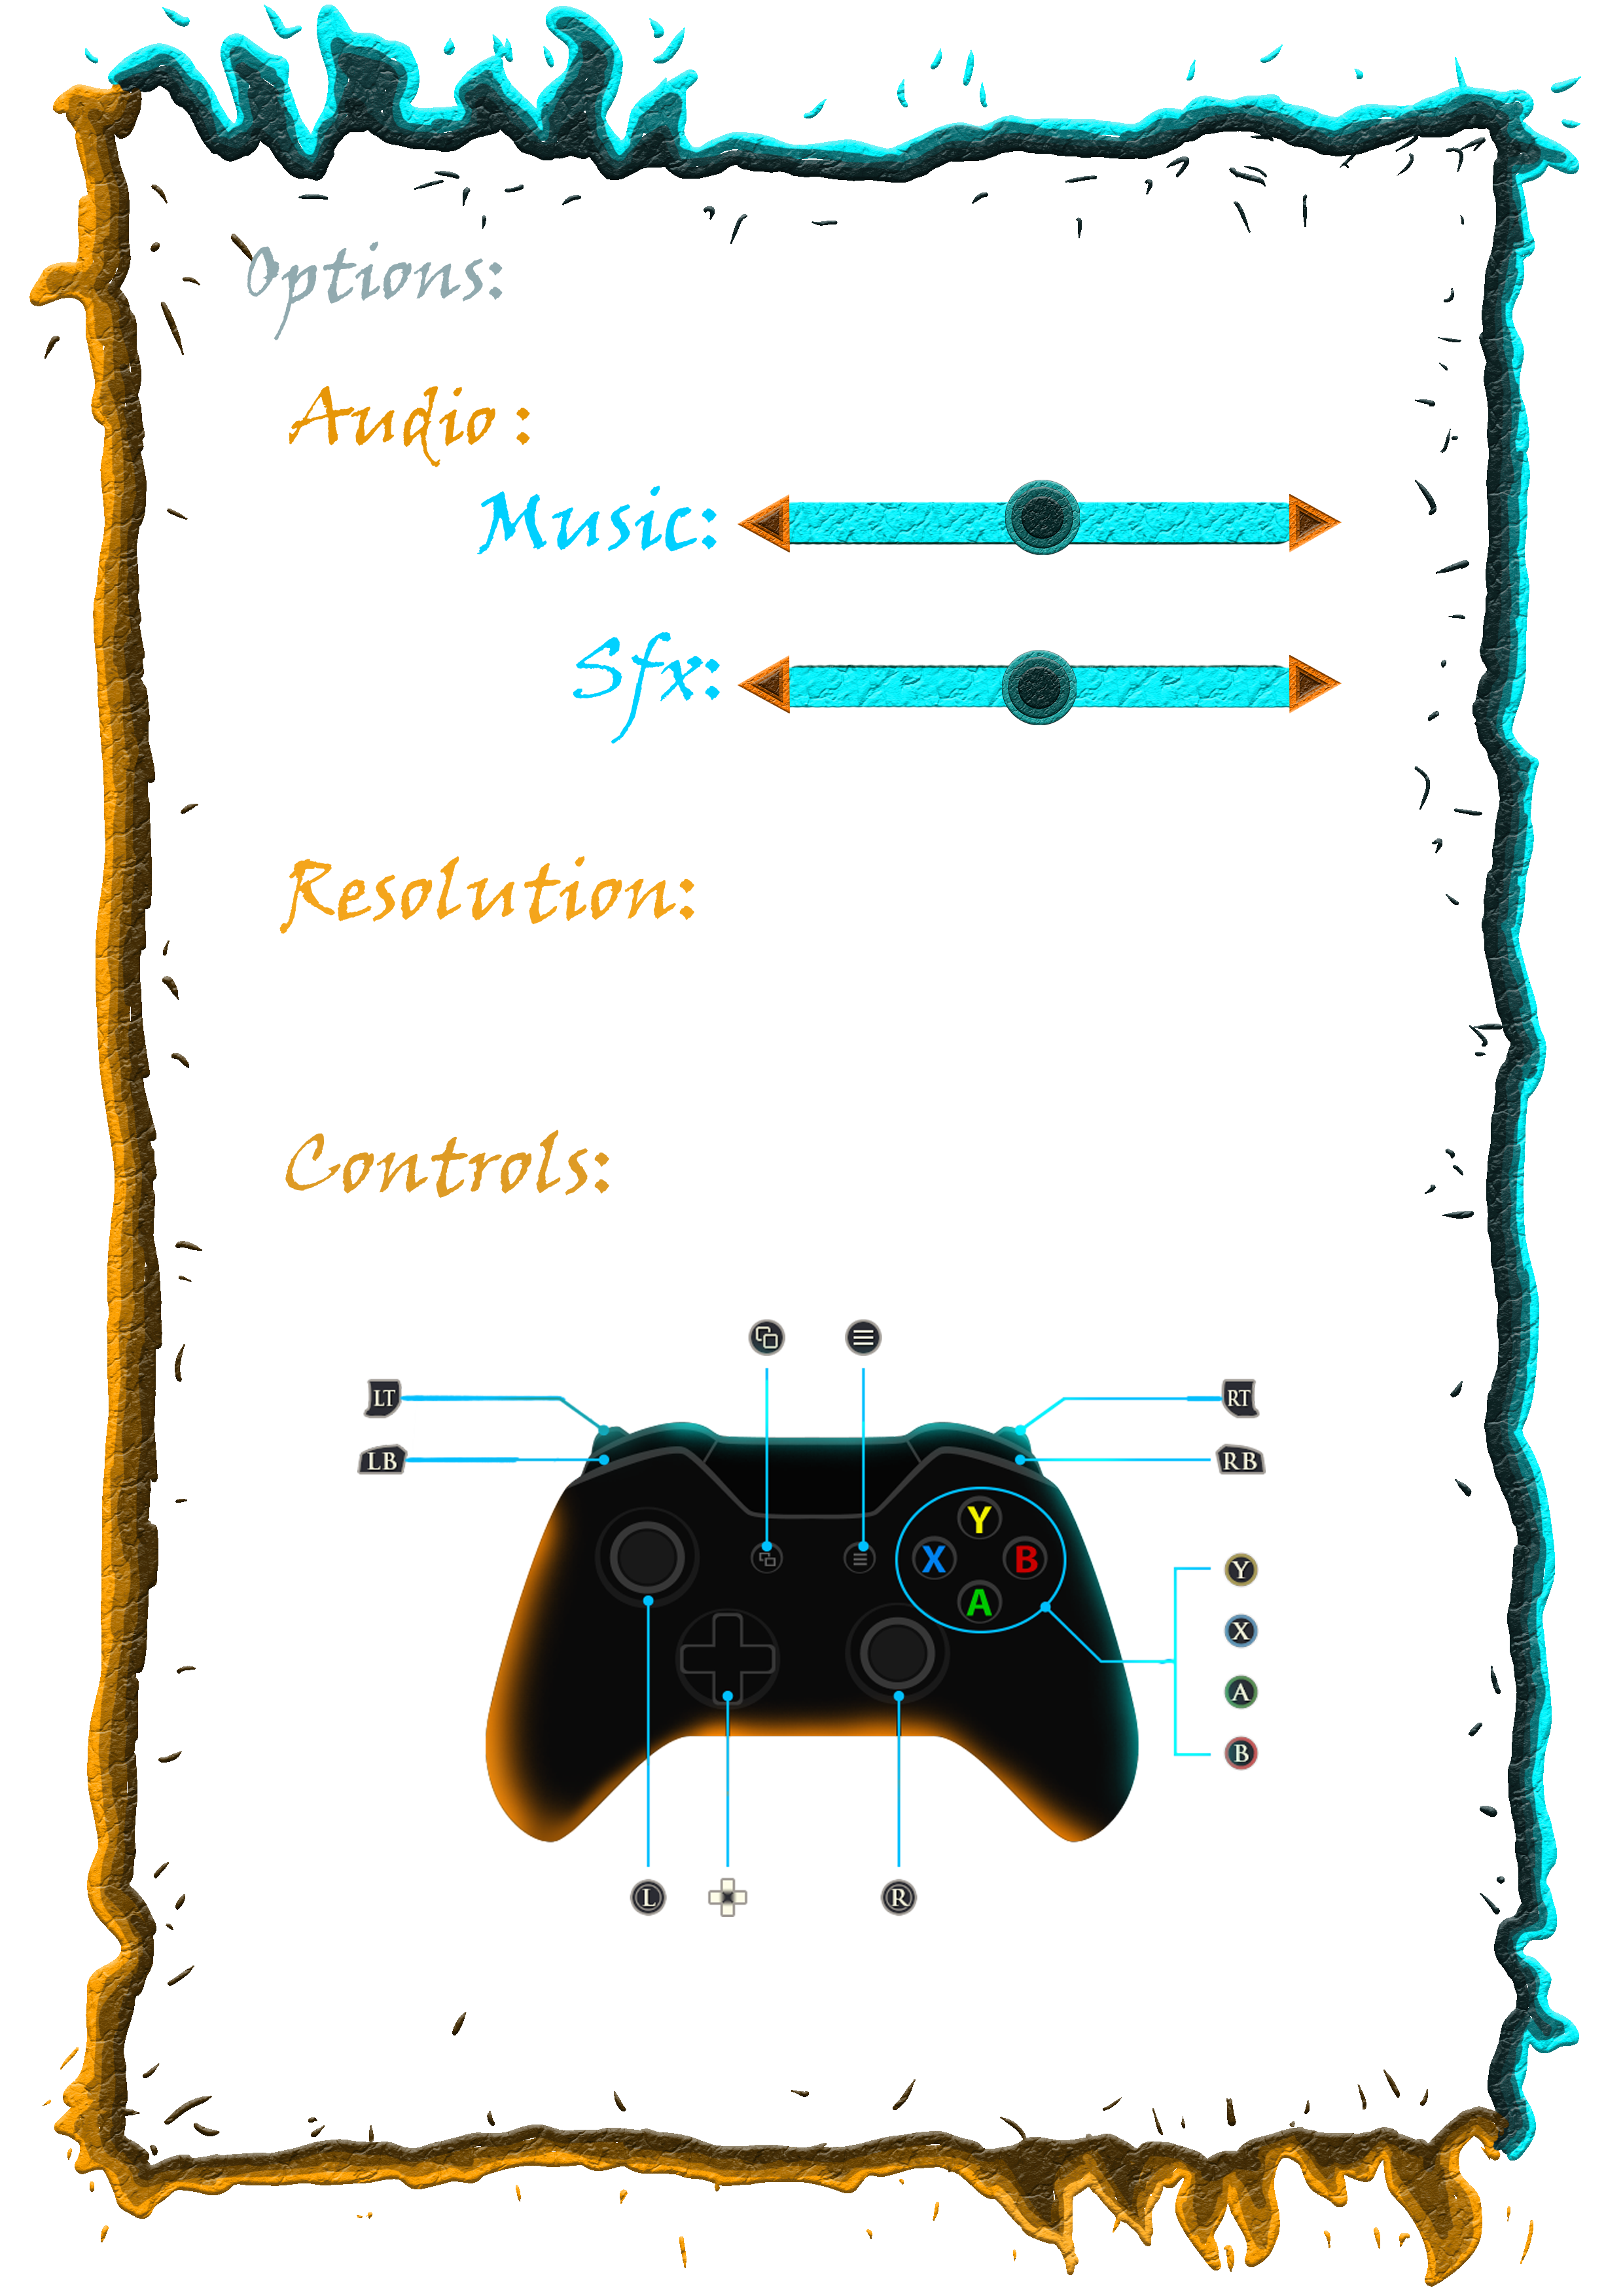 Options:
Audio :
Music:
Sfx:
Resolution:
Controls:
LT
RT
LB
RB
Y
X B
A
Y
X
A
B
L
R